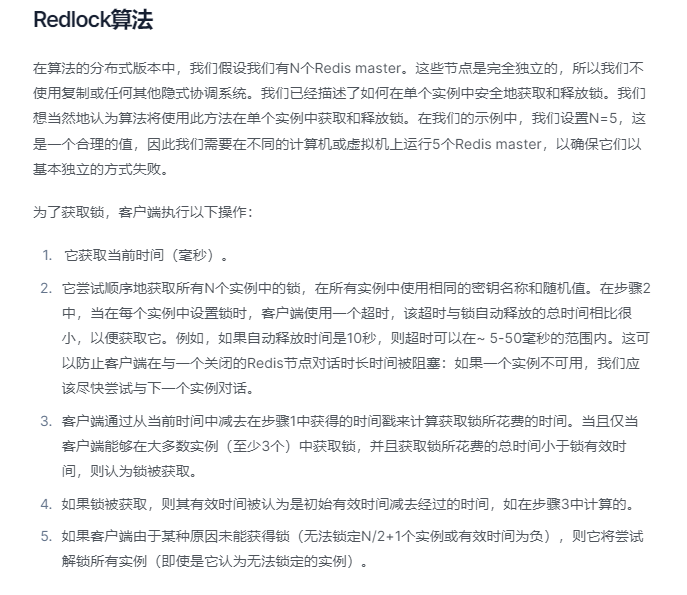 Redlock算法
在算法的分布式版本中，我们假设我们有N个Redis master。这些节点是完全独立的，所以我们不
使用复制或任何其他隐式协调系统。我们已经描述了如何在单个实例中安全地获取和释放锁。我们
想当然地认为算法将使用此方法在单个实例中获取和释放锁。在我们的示例中，我们设置N=5，这
是一个合理的值，因此我们需要在不同的计算机或虚拟机上运行5个Redis master，以确保它们以
基本独立的方式失败。
为了获取锁，客户端执行以下操作：
1. 它获取当前时间（毫秒）。
2. 它尝试顺序地获取所有N个实例中的锁，在所有实例中使用相同的密钥名称和随机值。在步骤2
中，当在每个实例中设置锁时，客户端使用一个超时，该超时与锁自动释放的总时间相比很
小，以便获取它。例如，如果自动释放时间是10秒，则超时可以在~ 5-50毫秒的范围内。这可
以防止客户端在与一个关闭的Redis节点对话时长时间被阻塞：如果一个实例不可用，我们应
该尽快尝试与下一个实例对话。
3. 客户端通过从当前时间中减去在步骤1中获得的时间戳来计算获取锁所花费的时间。当且仅当
客户端能够在大多数实例（至少3个）中获取锁，并且获取锁所花费的总时间小于锁有效时
间，则认为锁被获取。
4. 如果锁被获取，则其有效时间被认为是初始有效时间减去经过的时间，如在步骤3中计算的。
5. 如果客户端由于某种原因未能获得锁（无法锁定N/2+1个实例或有效时间为负），则它将尝试
解锁所有实例（即使是它认为无法锁定的实例）。